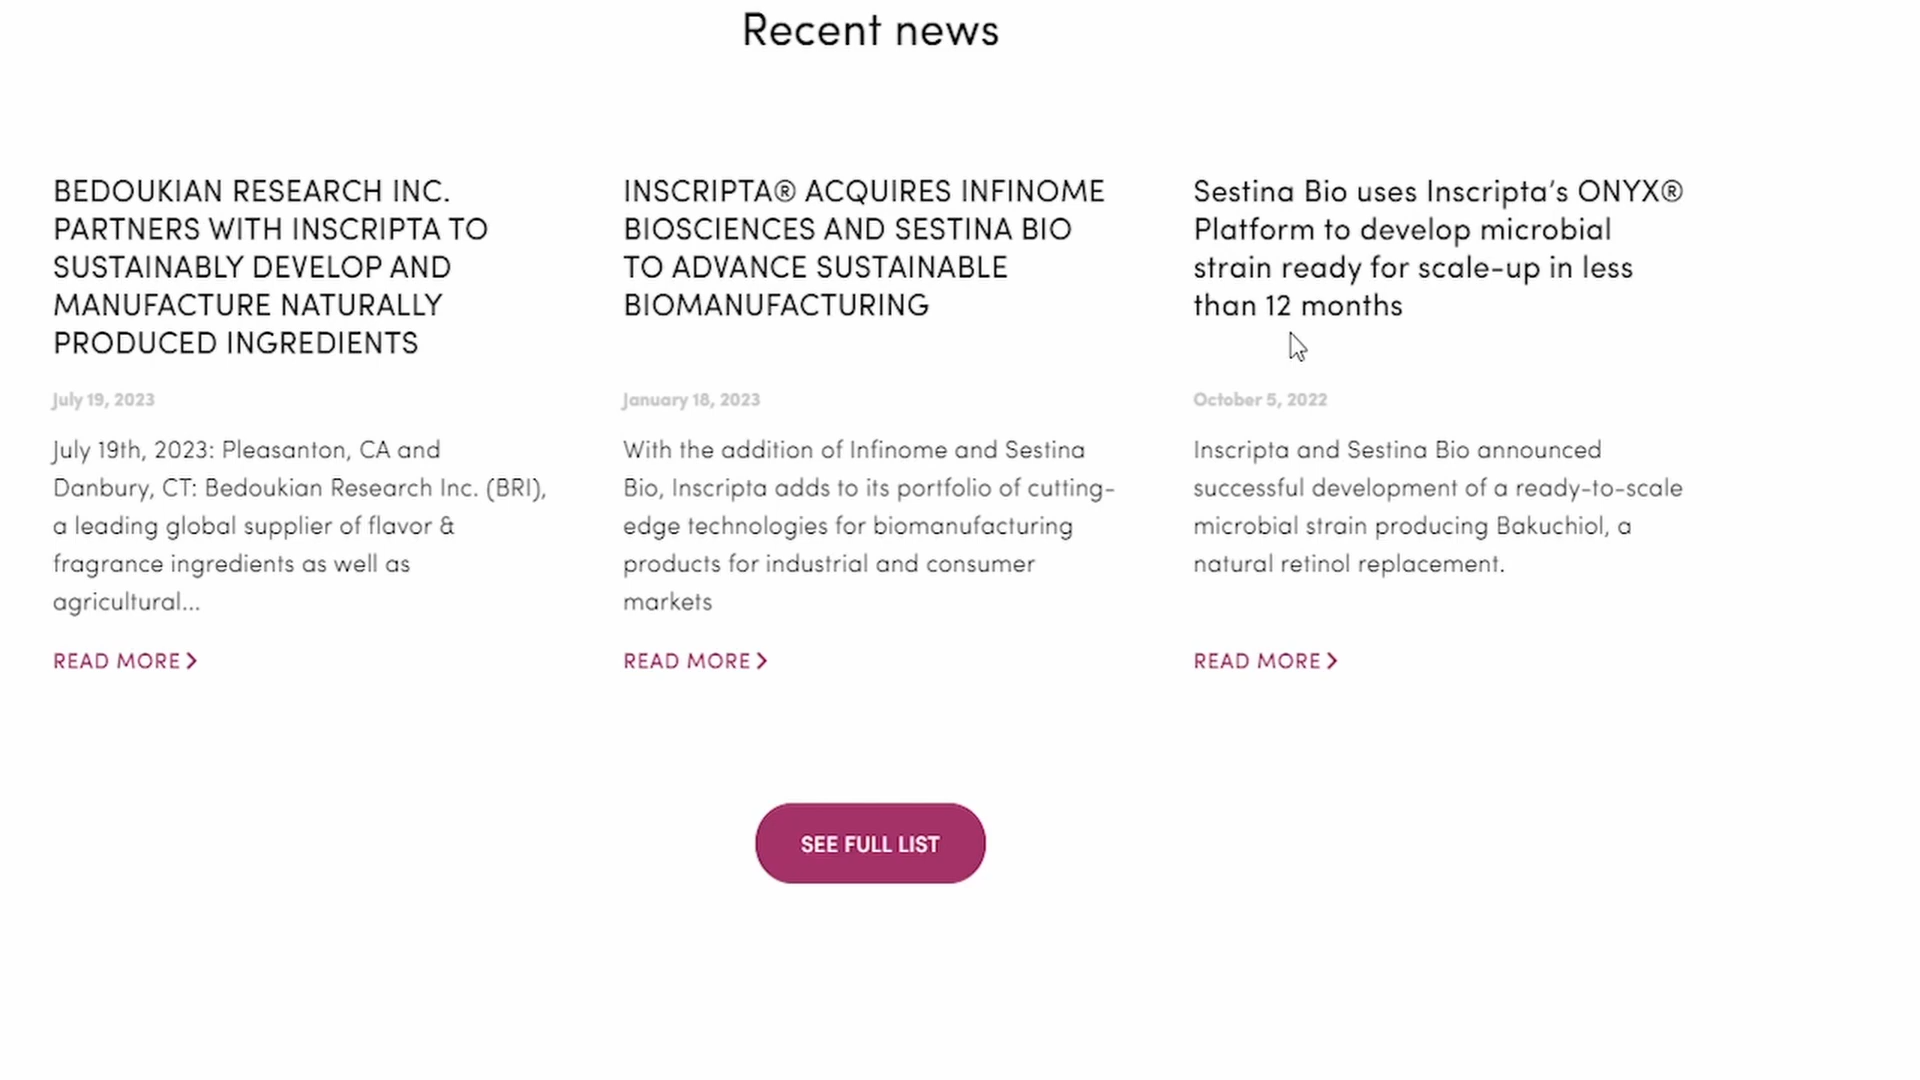 Recent news
BEDOUKIAN RESEARCH INC.
PARTNERS WITH INSCRIPTA TO
SUSTAINABLY DEVELOP AND
MANUFACTURE NATURALLY
PRODUCED INGREDIENTS
July 19, 2023
July 19th, 2023: Pleasanton, CA and
Danbury, CT: Bedoukian Research Inc. (BRI),
a leading global supplier of flavor &
fragrance ingredients as well as
agricultural...
READ MORE
INSCRIPTA® ACQUIRES INFINOME
BIOSCIENCES AND SESTINA BIO
TO ADVANCE SUSTAINABLE
BIOMANUFACTURING
January 18, 2023
With the addition of Infinome and Sestina
Bio, Inscripta adds to its portfolio of cutting-
edge technologies for biomanufacturing
products for industrial and consumer
markets
READ MORE
Sestina Bio uses Inscripta’s ONYX®
Platform to develop microbial
strain ready for scale-up in less
than 12 months
October 5, 2022
Inscripta and Sestina Bio announced
successful development of a ready-to-scale
microbial strain producing Bakuchiol, a
natural retinol replacement.
READ MORE
SEE FULL LIST